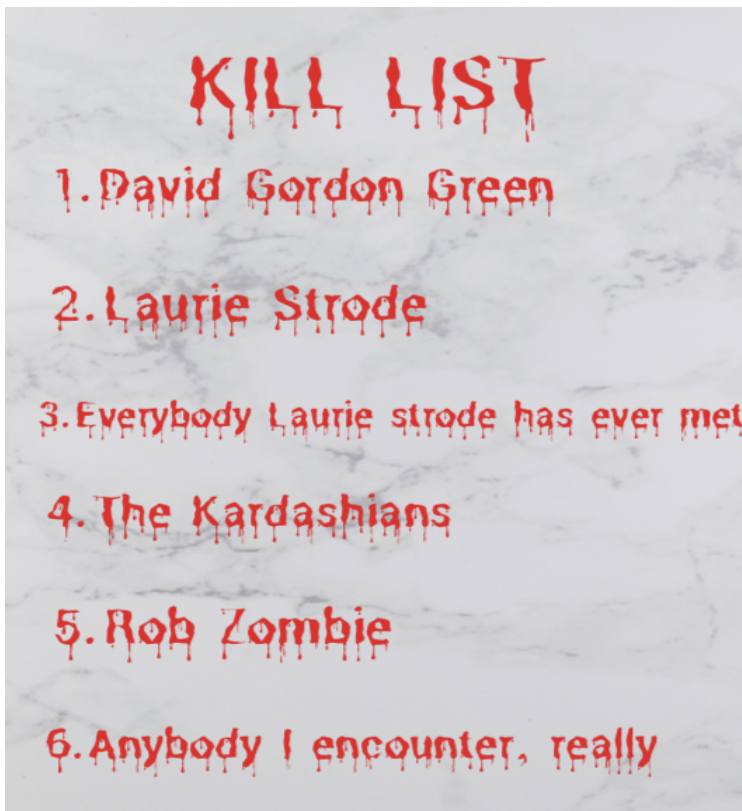 KILL LIST
1. David Gordon Green
2. Laurie Strode
3. Everybody Laurie strode has ever met
4. The Kardashians
5. Rob Zombie
6. Anybody I encounter, really